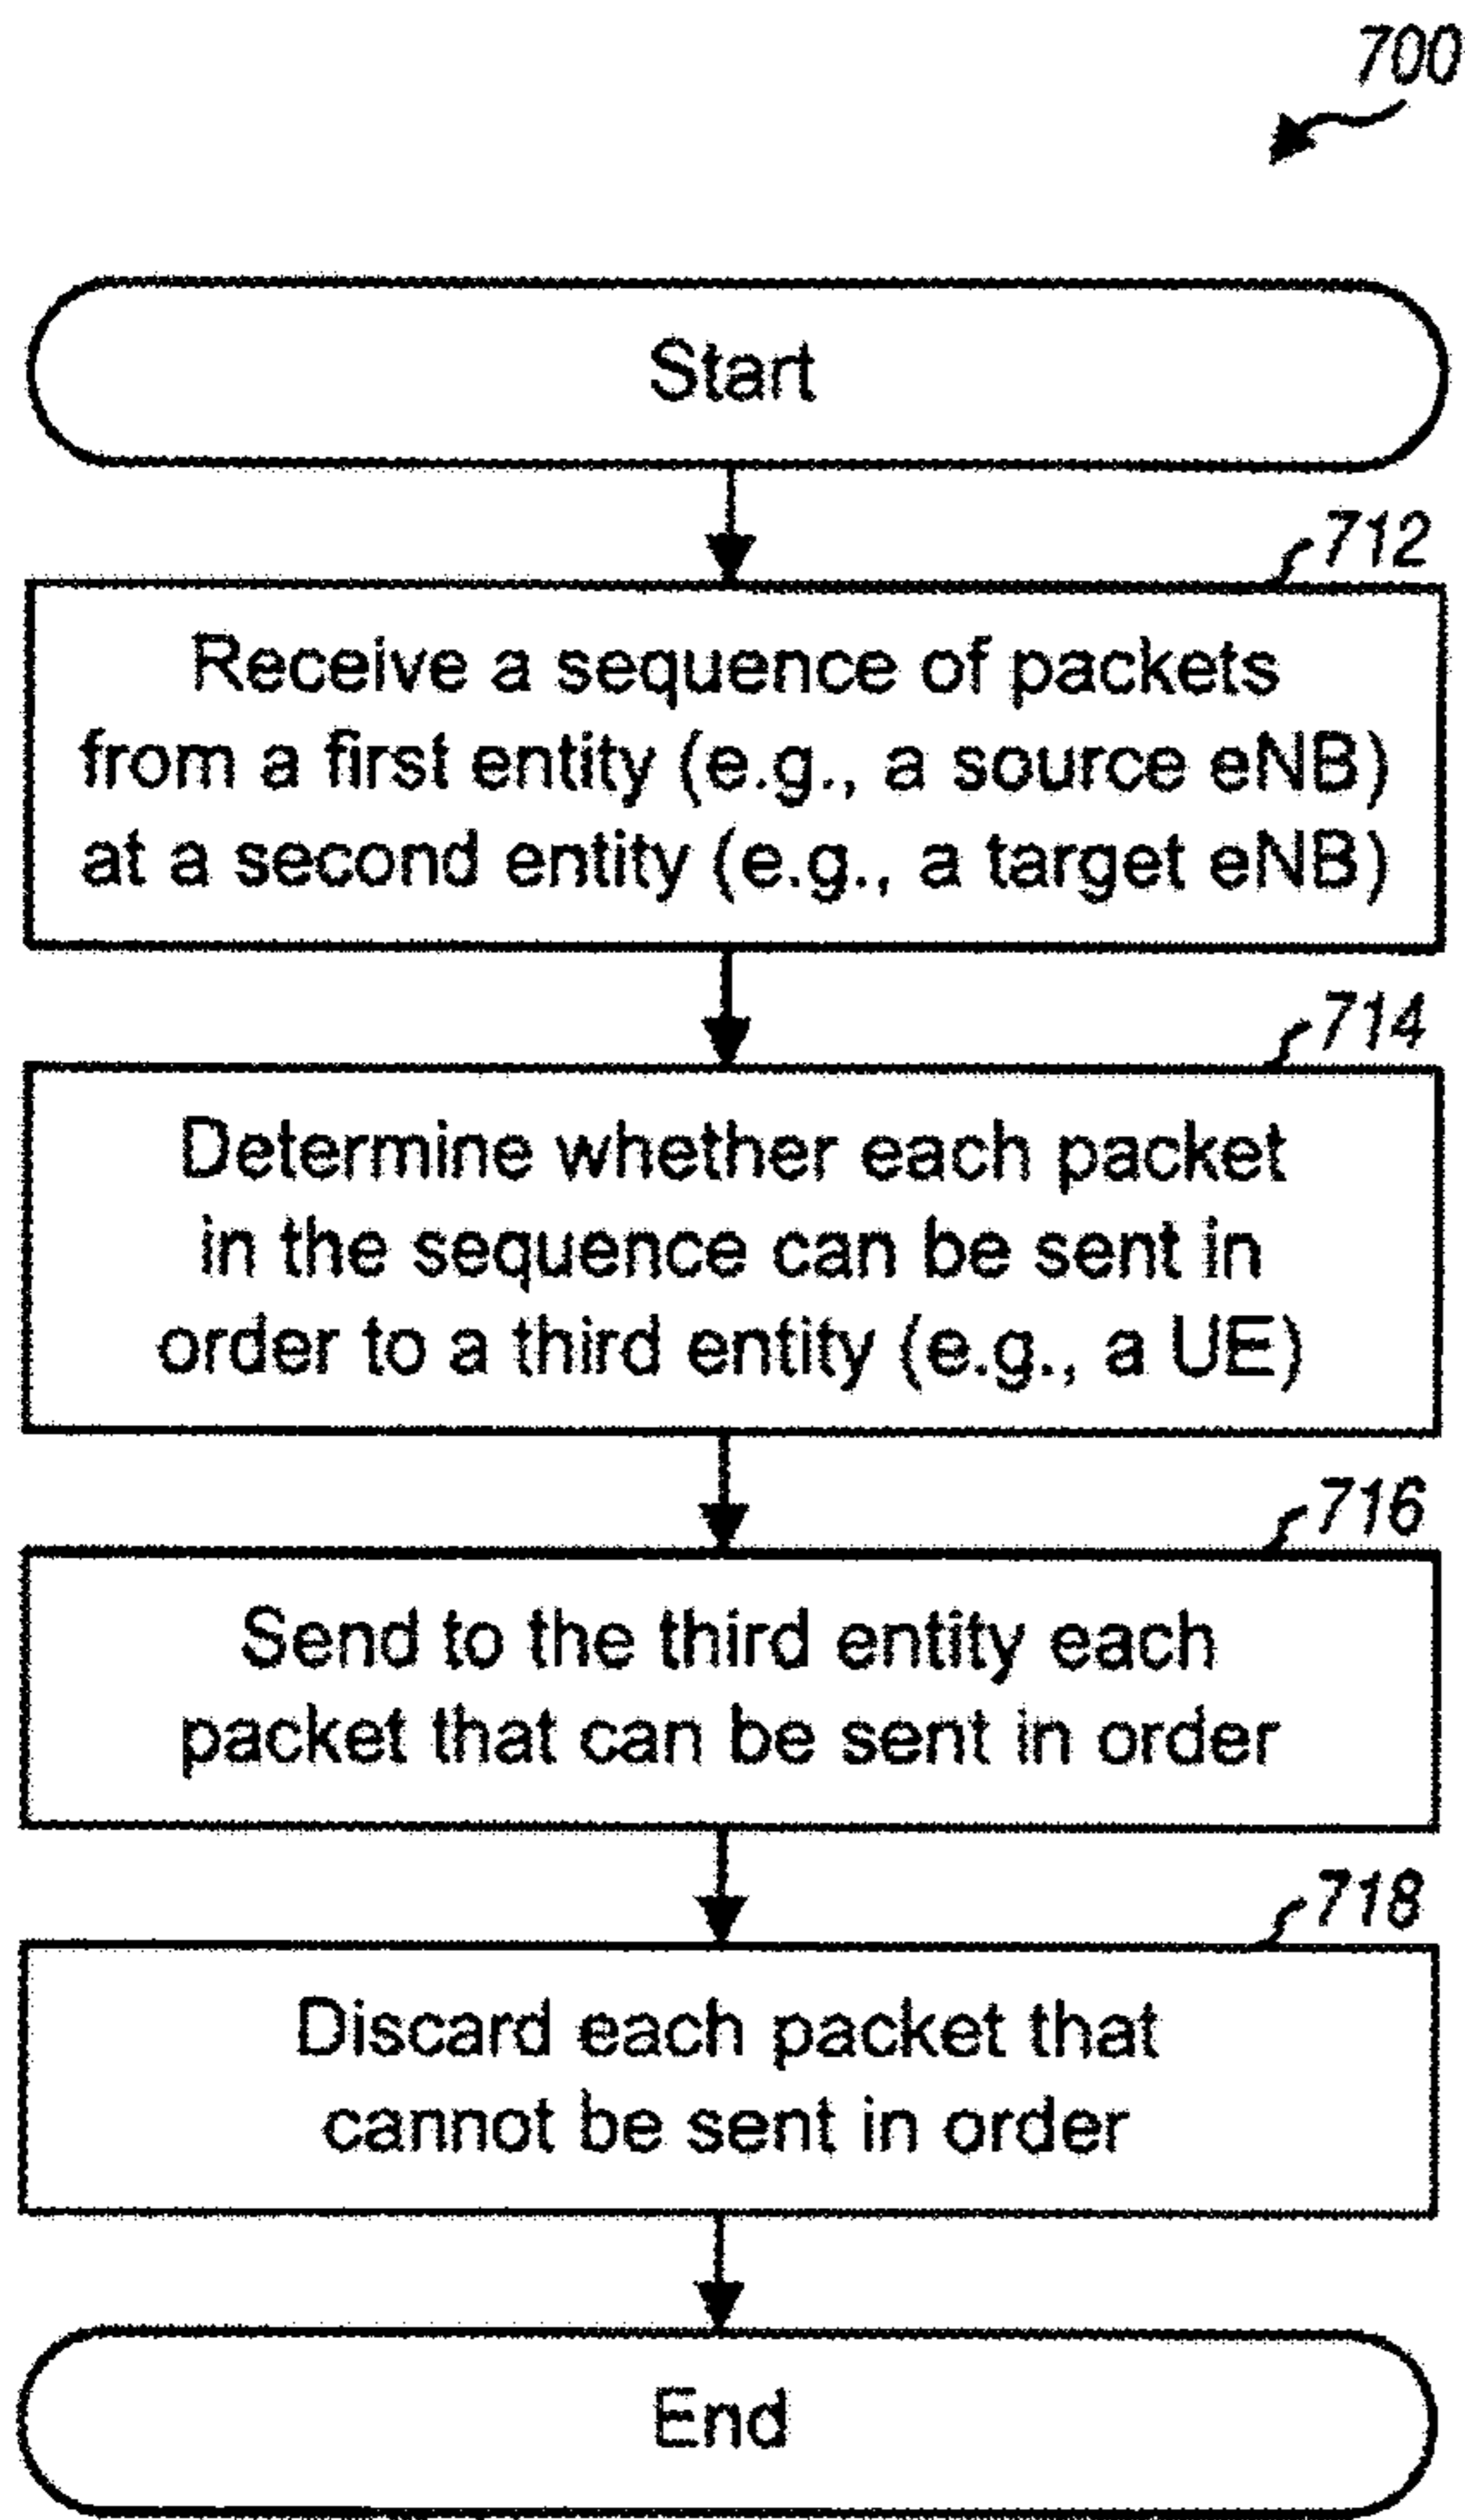 700
Start
712
Receive a sequence of packets
from a first entity (e.g., a source eNB)
at a second entity (e.g., a target eNB)
714
Determine whether each packet
in the sequence can be sent in
order to a third entity (e.g., a UE)
716
Send to the third entity each
packet that can be sent in order
718
Discard each packet that
cannot be sent in order
End